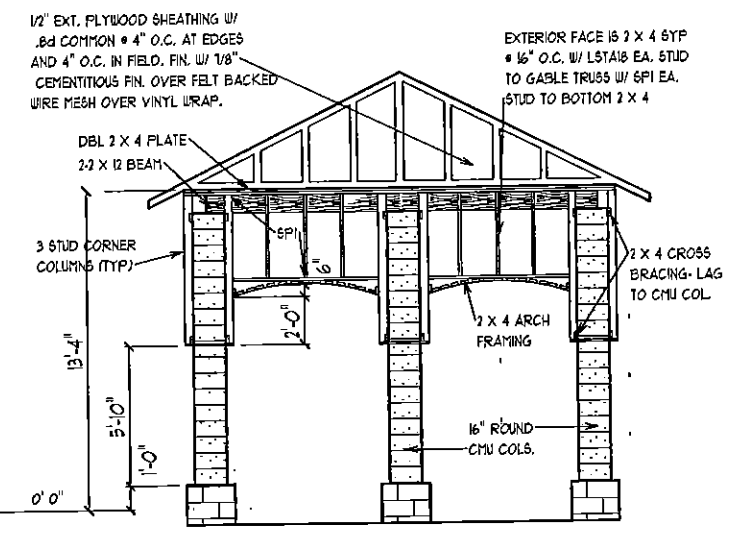 1/2" EXT. PLYWOOD SHEATHING W/
.8d COMMON @ 4" O.C. AT EDGES
AND 4" O.C. IN FIELD. FIN. W/ 7/8"
CEMENTITIOUS FIN. OVER FELT BACKED
WIRE MESH OVER VINYL WRAP.
EXTERIOR FACE IS 2 X 4 SYP
@ 16" O.C. W/ LSTA18 EA. STUD
TO GABLE TRUSS W/ SP1 EA.
STUD TO BOTTOM 2 X 4
DBL 2 X 4 PLATE
2-2 X 12 BEAM
3 STUD CORNER
COLUMNS (TYP)
SP1
6"
2'-0"
2 X 4 CROSS
BRACING- LAG
TO CMU COL.
2 X 4 ARCH
FRAMING
13'-4"
5'-10"
1'-0"
16" ROUND
CMU COLS.
0' 0"